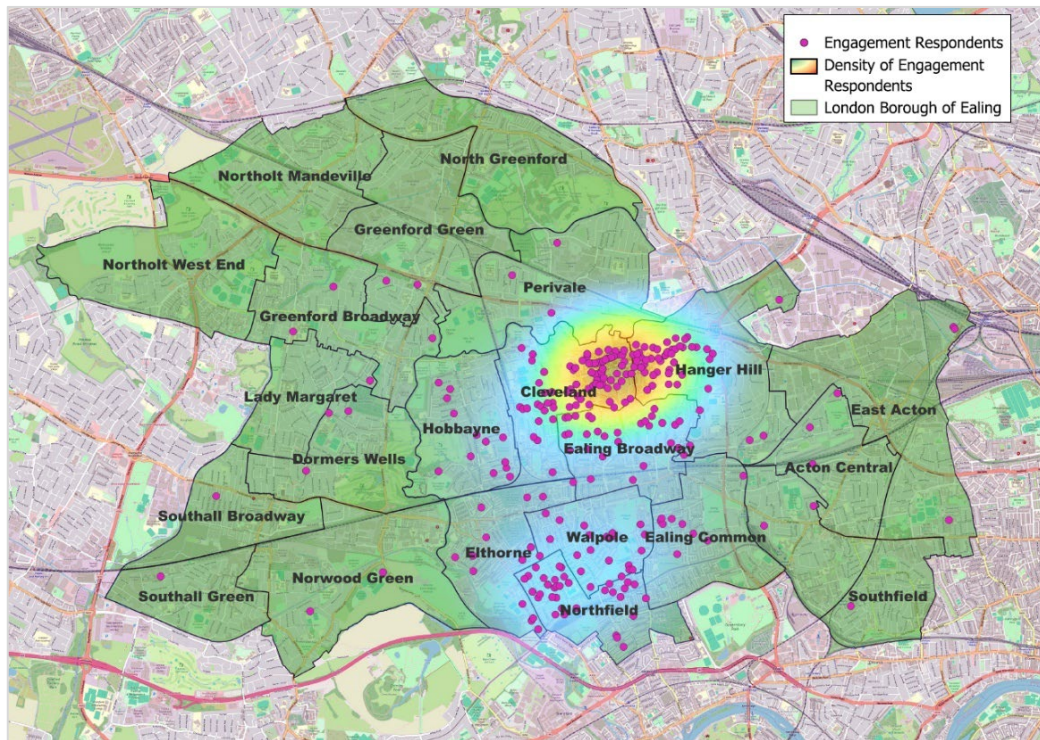 Engagement Respondents
Density of Engagement
Respondents
London Borough of Ealing
North Greenford
Northolt Mandeville
Greenford Green
Northolt West End
Perivale
Greenford Broadway
Hanger Hill
Cleveland
Lady Margaret
East Acton
Hobbayne
Ealing Broadway
Dormers Wells
Acton Central
Southall Broadway
Walpole
Ealing Common
Elthorne
Norwood Green
Southall Green
Southfield
Northfield